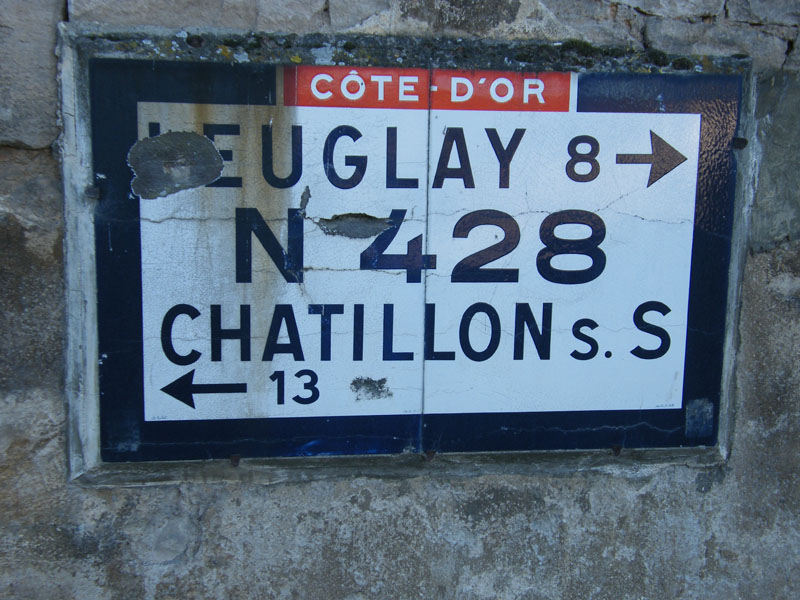 CÔTE-D'OR
LEUGLAY 8 →
N 428
CHATILLON s. S
← 13